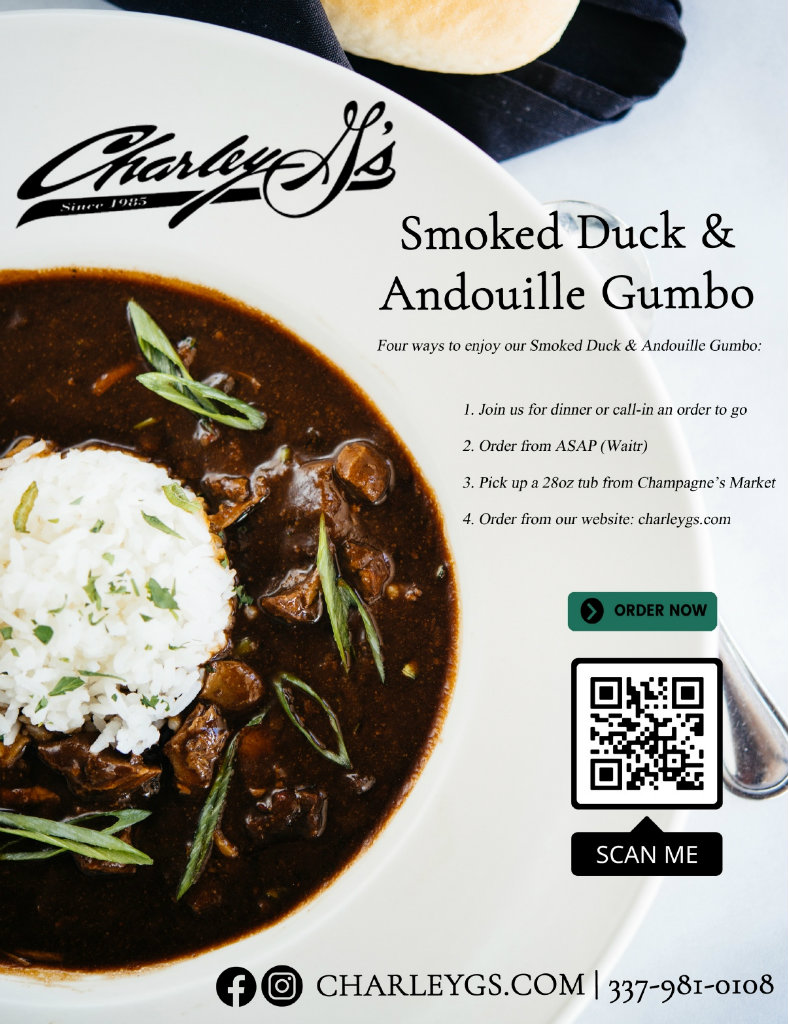 Charley G's
Since 1985
Smoked Duck &
Andouille Gumbo
Four ways to enjoy our Smoked Duck & Andouille Gumbo:
1. Join us for dinner or call-in an order to go
2. Order from ASAP (Waitr)
3. Pick up a 28oz tub from Champagne's Market
4. Order from our website: charleygs.com
ORDER NOW
SCAN ME
CHARLEYGS.COM | 337-981-0108